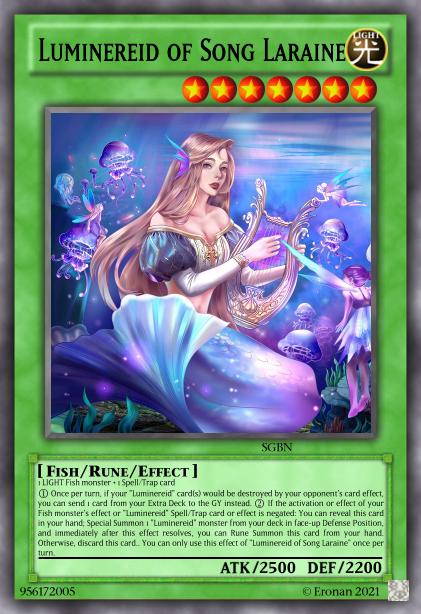 LUMINEREID OF SONG LARAINE
LIGHT
光
SGBN
[ FISH/RUNE/EFFECT ]
1 LIGHT Fish monster + 1 Spell/Trap card
① Once per turn, if your "Luminereid" card(s) would be destroyed by your opponent's card effect,
you can send 1 card from your Extra Deck to the GY instead. ② If the activation or effect of your
Fish monster's effect or "Luminereid" Spell/Trap card or effect is negated: You can reveal this card
in your hand; Special Summon 1 "Luminereid" monster from your deck in face-up Defense Position,
and immediately after this effect resolves, you can Rune Summon this card from your hand.
Otherwise, discard this card.. You can only use this effect of "Luminereid of Song Laraine" once per
turn.
ATK/2500 DEF/2200
956172005
© Eronan 2021